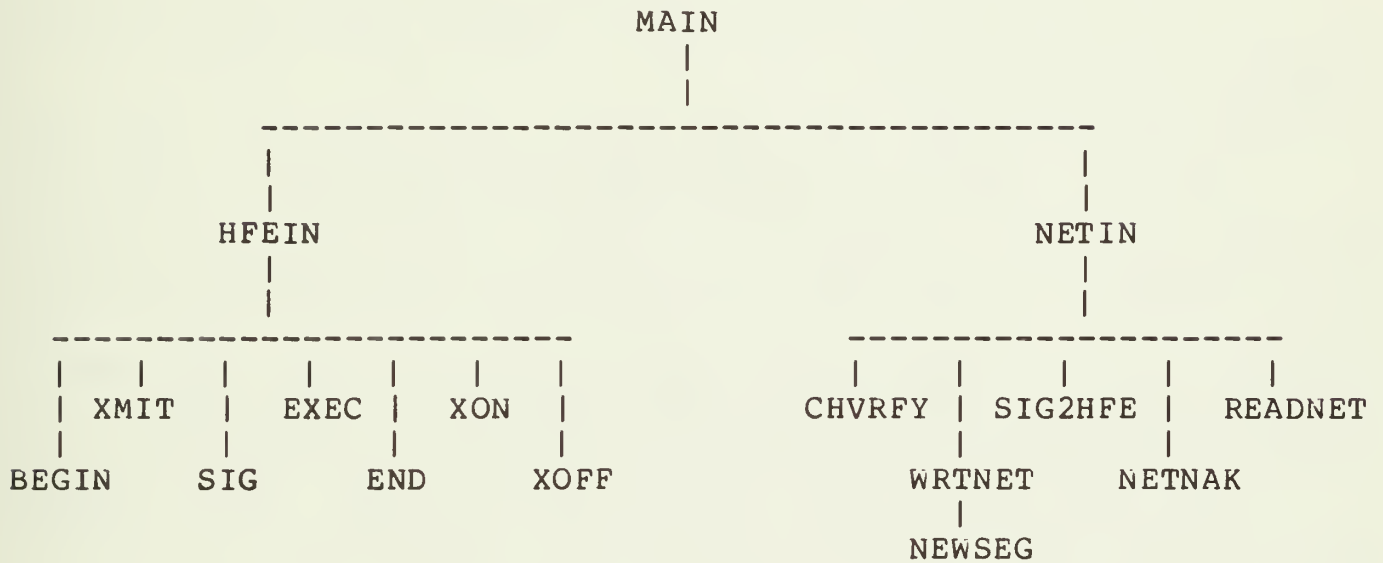 MAIN
HFEIN NETIN
XMIT EXEC XON CHVRFY SIG2HFE READNET
BEGIN SIG END XOFF WRTNET NETNAK
NEWSEG